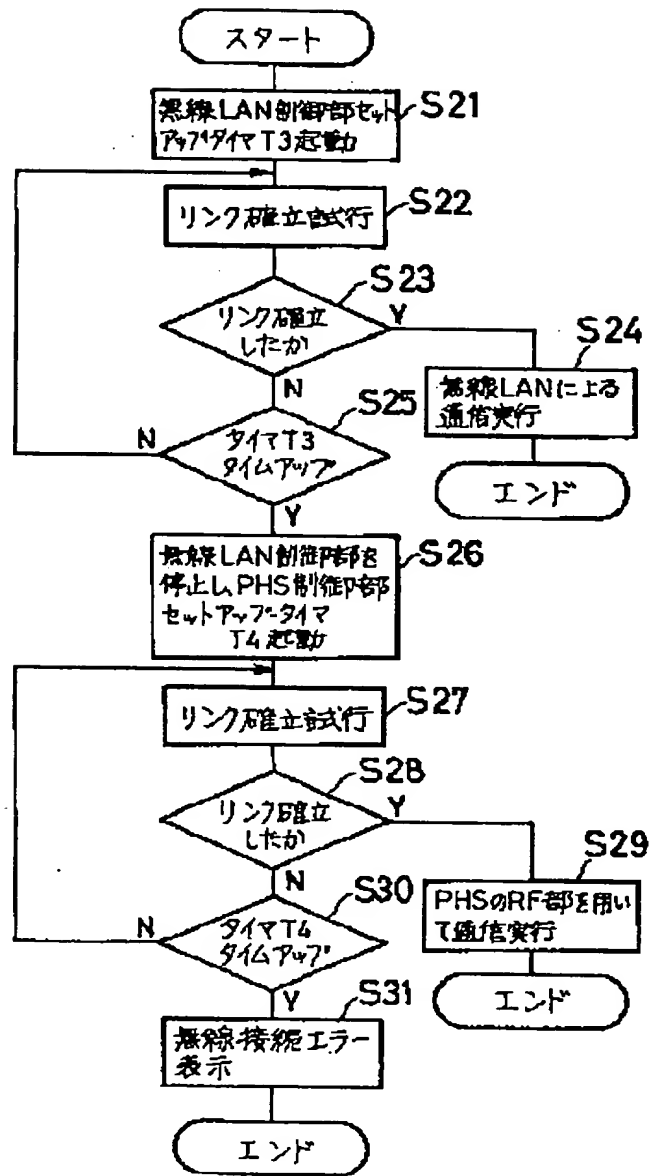 スタート
S21
無線LAN制御部セット
アップタイマT3起動
S22
リンク確立試行
S23
リンク確立
したか
Y
N
S24
無線LANによる
通信実行
エンド
S25
タイマT3
タイムアップ
N
Y
S26
無線LAN制御部を
停止しPHS制御部
セットアップ-タイマ
T4起動
S27
リンク確立試行
S28
リンク確立
したか
Y
N
S29
PHSのRF部を用い
て通信実行
エンド
S30
タイマT4
タイムアップ
N
Y
S31
無線接続エラー
表示
エンド